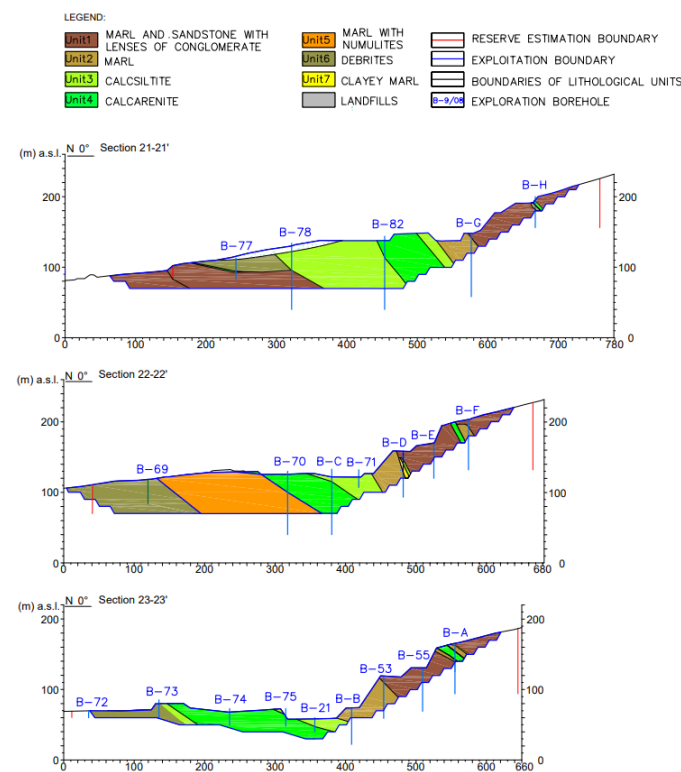 LEGEND:
Unit1 MARL AND SANDSTONE WITH LENSES OF CONGLOMERATE
Unit2 MARL
Unit3 CALCSILTITE
Unit4 CALCARENITE
Unit5 MARL WITH NUMULITES
Unit6 DEBRITES
Unit7 CLAYEY MARL
LANDFILLS
RESERVE ESTIMATION BOUNDARY
EXPLOITATION BOUNDARY
BOUNDARIES OF LITHOLOGICAL UNITS
B-9/08 EXPLORATION BOREHOLE
(m) a.s.l. N 0° Section 21-21'
B-H
B-G
B-82
B-78
B-77
200 200
100 100
0 0
0 100 200 300 400 500 600 700 780
(m) a.s.l. N 0° Section 22-22'
B-F
B-E
B-D
B-71
B-C
B-70
B-69
200 200
100 100
0 0
0 100 200 300 400 500 600 680
(m) a.s.l. N 0° Section 23-23'
B-A
B-55
B-53
B-B
B-21
B-75
B-74
B-73
B-72
200 200
100 100
0 0
0 100 200 300 400 500 600 660